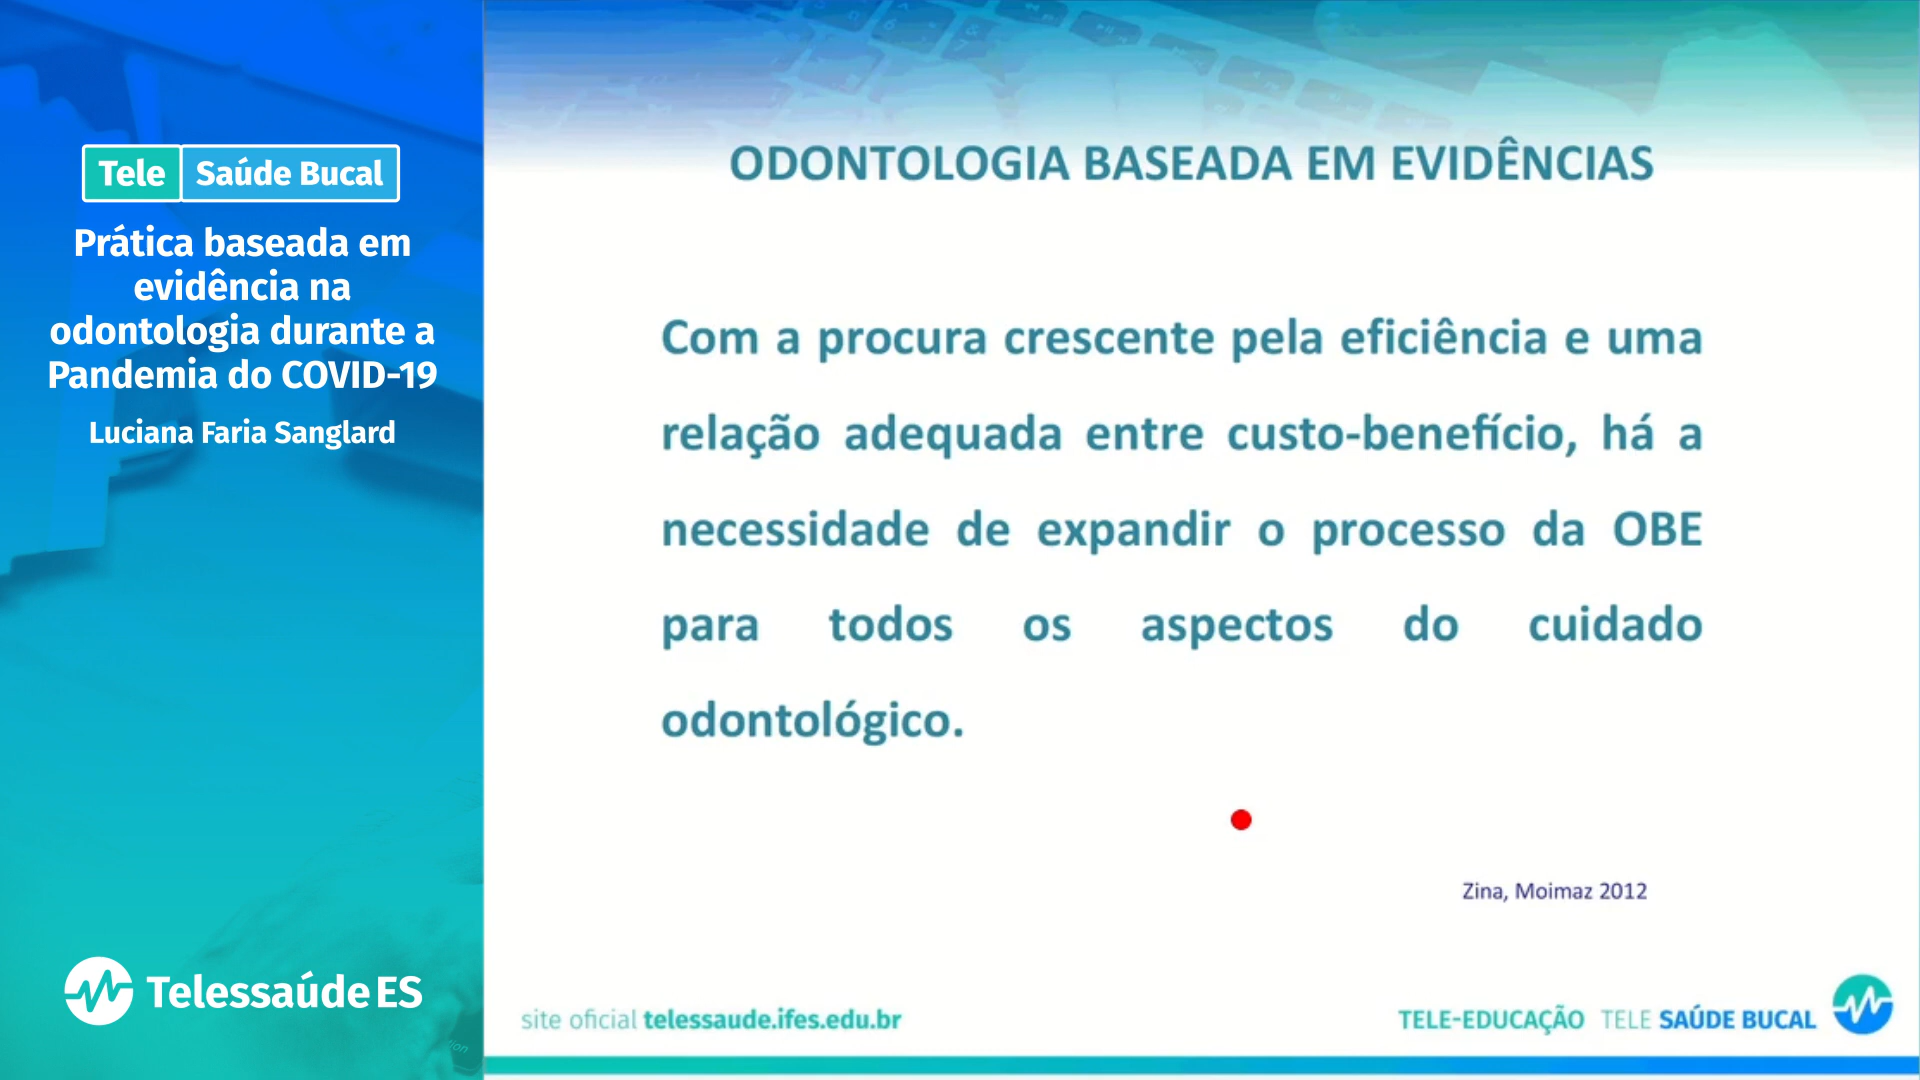 Tele Saúde Bucal
Prática baseada em
evidência na
odontologia durante a
Pandemia do COVID-19
Luciana Faria Sanglard
TelessaúdeES
ODONTOLOGIA BASEADA EM EVIDÊNCIAS
Com a procura crescente pela eficiência e uma
relação adequada entre custo-benefício, há a
necessidade de expandir o processo da OBE
para todos os aspectos do cuidado
odontológico.
Zina, Moimaz 2012
site oficial telessaude.ifes.edu.br
TELE-EDUCAÇÃO TELE SAÚDE BUCAL